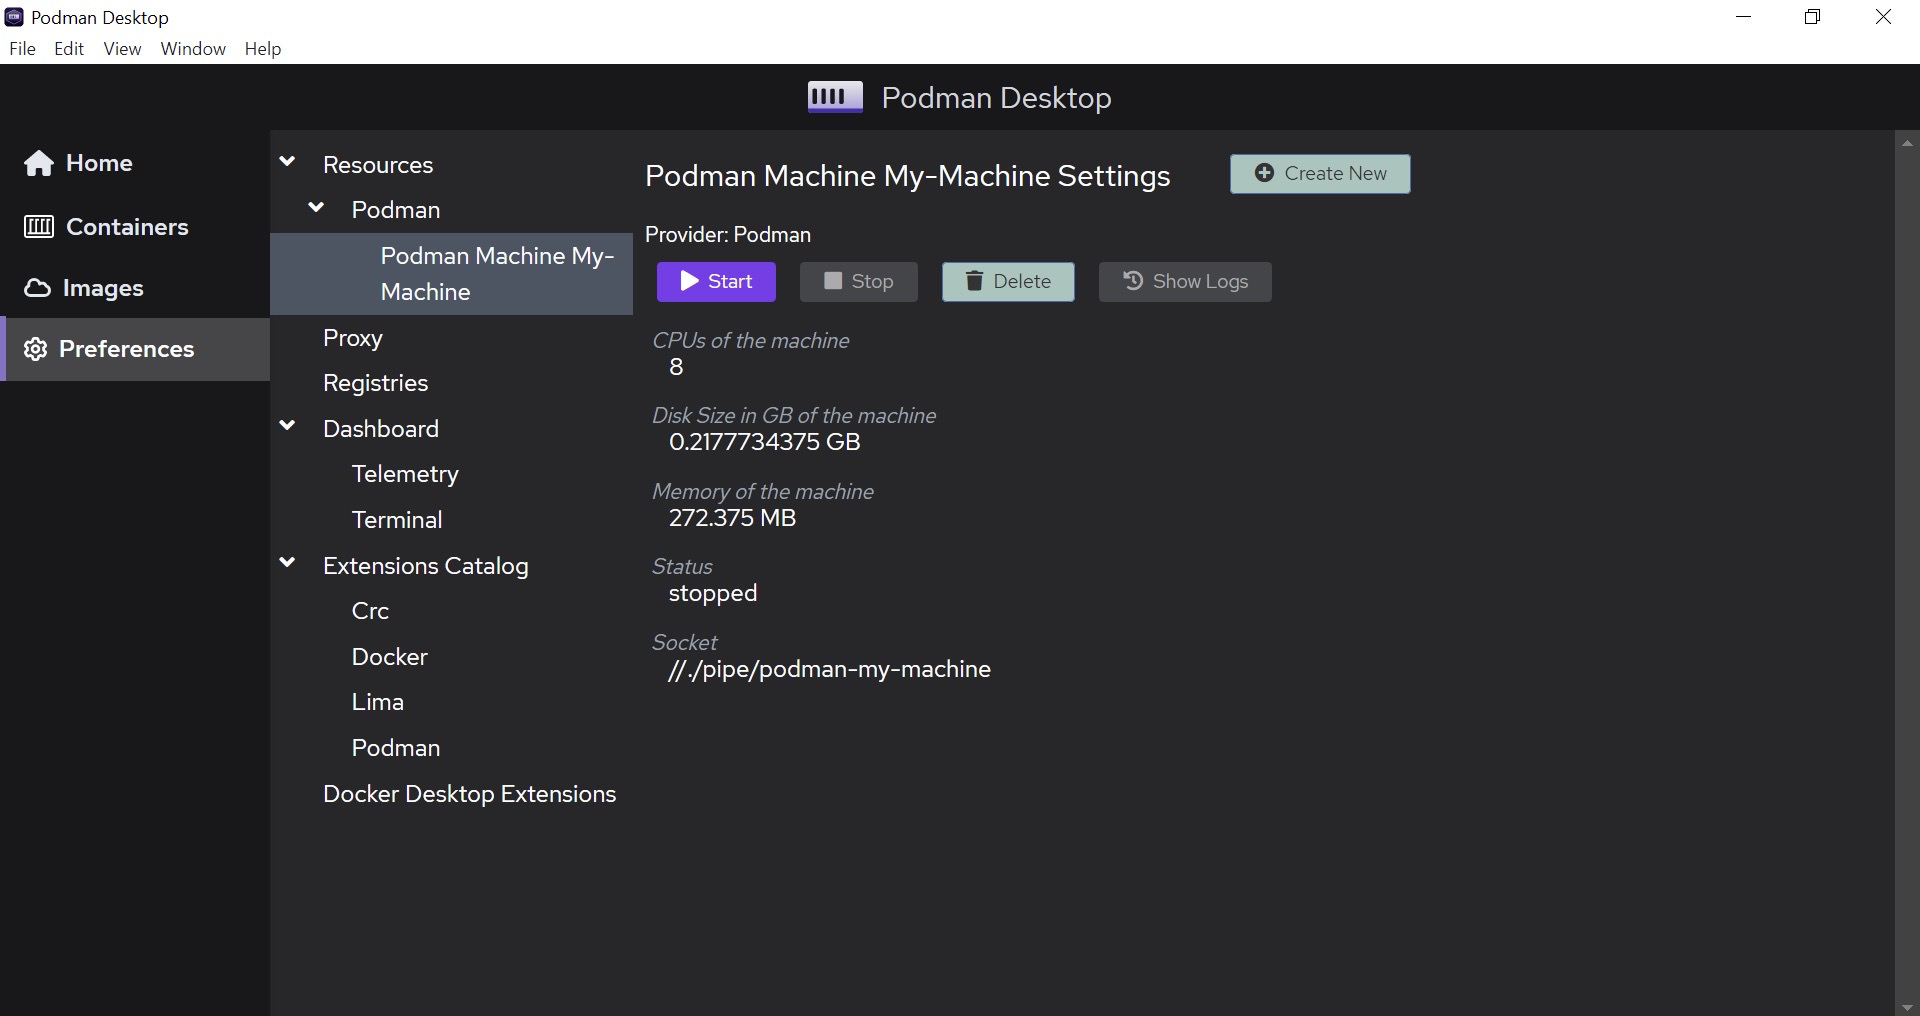 Podman Desktop
File Edit View Window Help
Podman Desktop
Home
Containers
Images
Preferences
Resources
Podman
Podman Machine My-
Machine
Proxy
Registries
Dashboard
Telemetry
Terminal
Extensions Catalog
Crc
Docker
Lima
Podman
Docker Desktop Extensions
Podman Machine My-Machine Settings
Create New
Provider: Podman
Start Stop Delete Show Logs
CPUs of the machine
8
Disk Size in GB of the machine
0.2177734375 GB
Memory of the machine
272.375 MB
Status
stopped
Socket
//./pipe/podman-my-machine